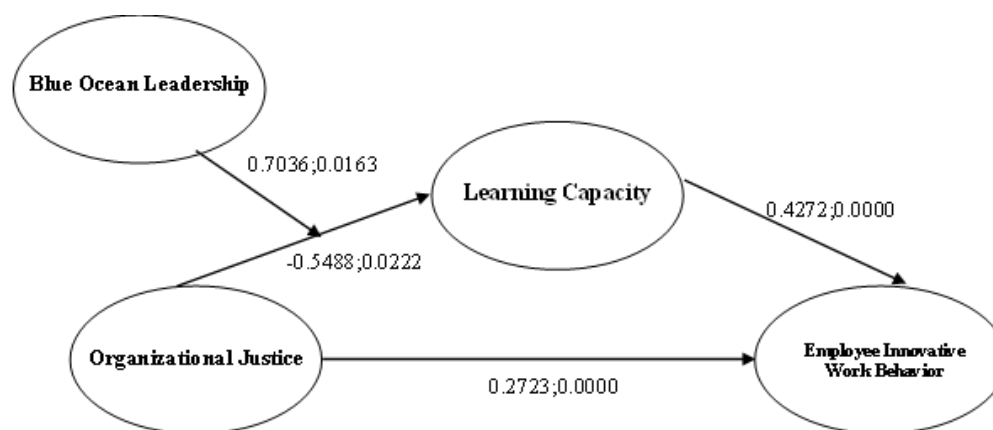 Blue Ocean Leadership
0.7036;0.0163
Learning Capacity
0.4272;0.0000
-0.5488;0.0222
Organizational Justice
Employee Innovative
Work Behavior
0.2723;0.0000